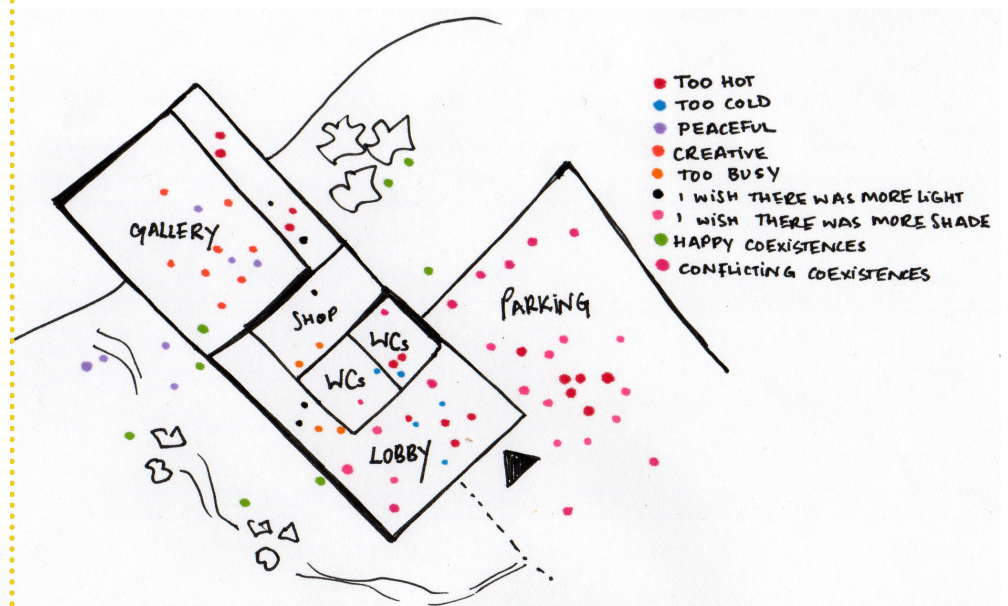 TOO HOT
TOO COLD
PEACEFUL
CREATIVE
TOO BUSY
I WISH THERE WAS MORE LIGHT
I WISH THERE WAS MORE SHADE
HAPPY COEXISTENCES
CONFLICTING COEXISTENCES
GALLERY
SHOP
WCs
WCs
LOBBY
PARKING